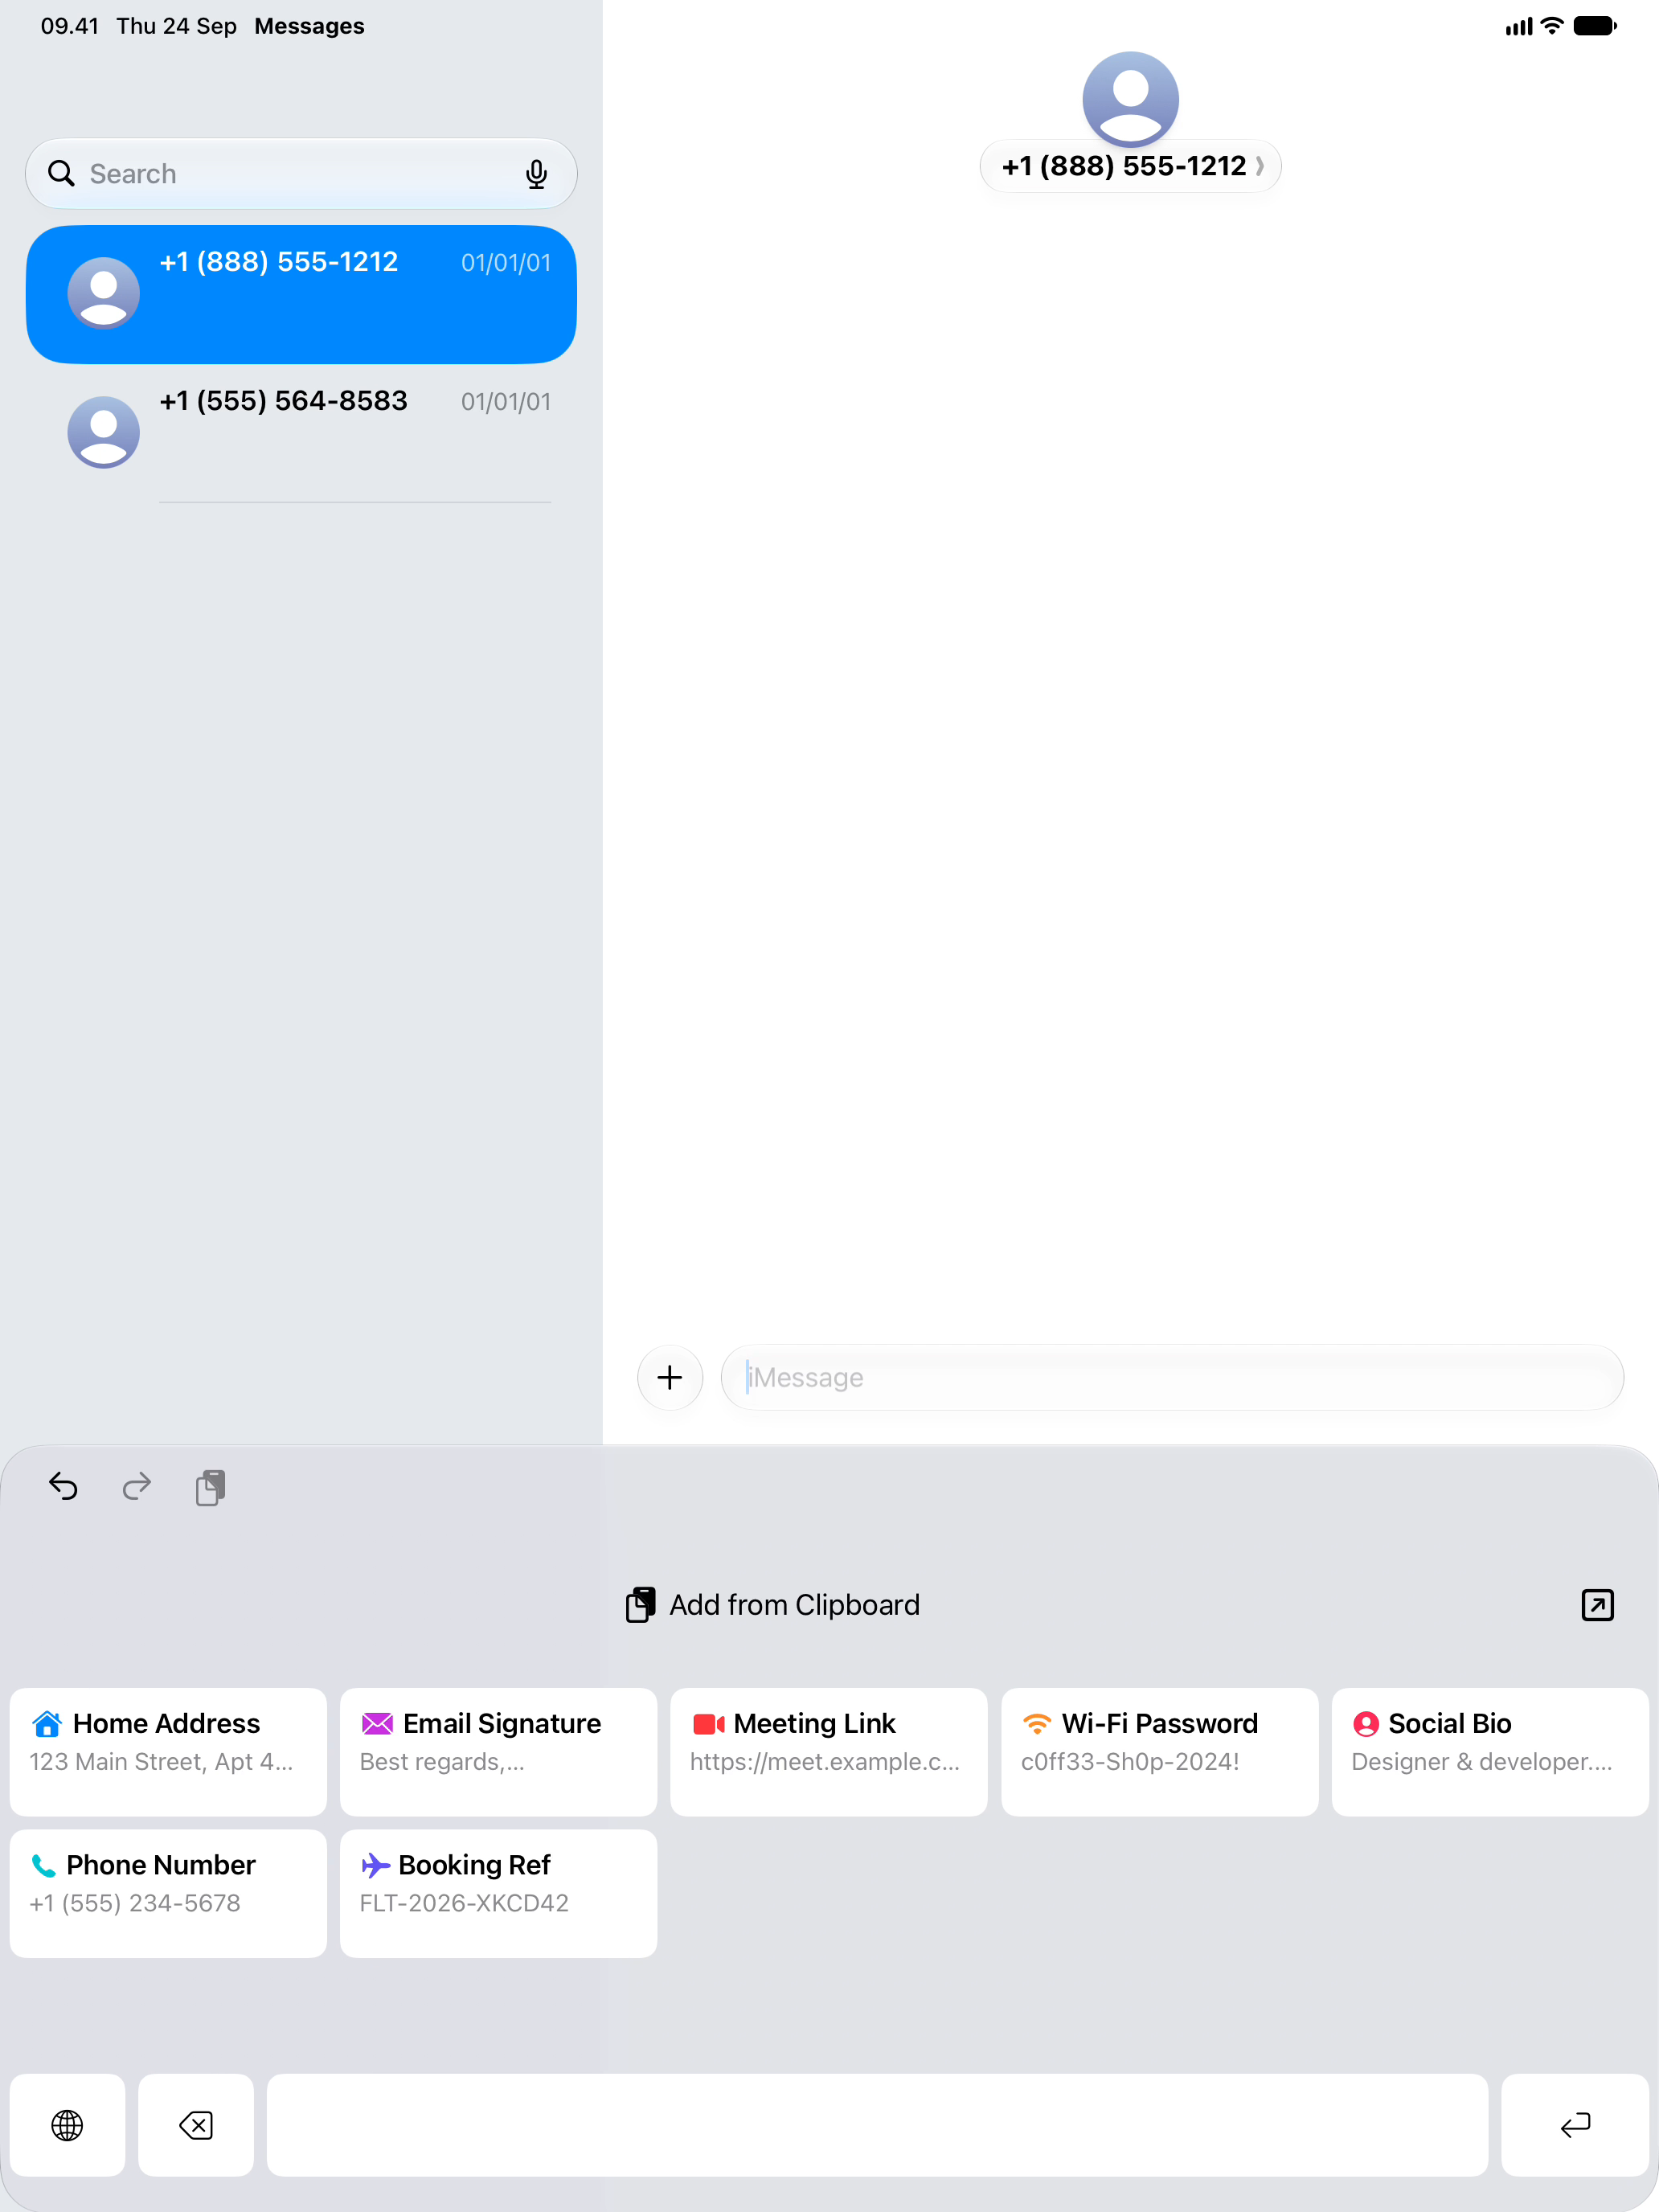 09.41 Thu 24 Sep Messages
+1 (888) 555-1212
Search
+1 (888) 555-1212 01/01/01
+1 (555) 564-8583 01/01/01
iMessage
Add from Clipboard
Home Address
123 Main Street, Apt 4...
Email Signature
Best regards,...
Meeting Link
https://meet.example.c...
Wi-Fi Password
c0ff33-Sh0p-2024!
Social Bio
Designer & developer....
Phone Number
+1 (555) 234-5678
Booking Ref
FLT-2026-XKCD42